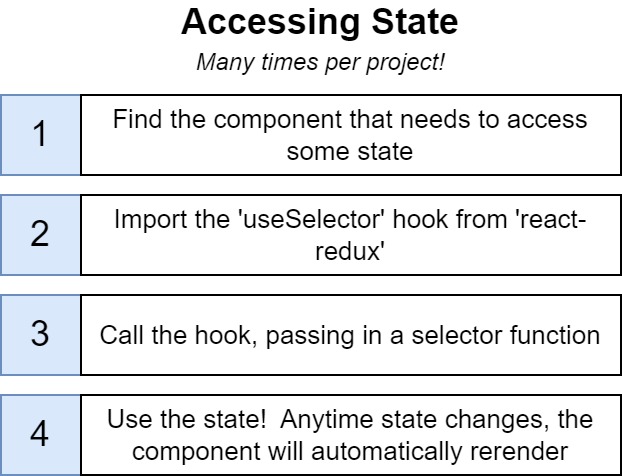 Accessing State
Many times per project!
1
Find the component that needs to access
some state
2
Import the 'useSelector' hook from 'react-
redux'
3
Call the hook, passing in a selector function
4
Use the state!  Anytime state changes, the
component will automatically rerender